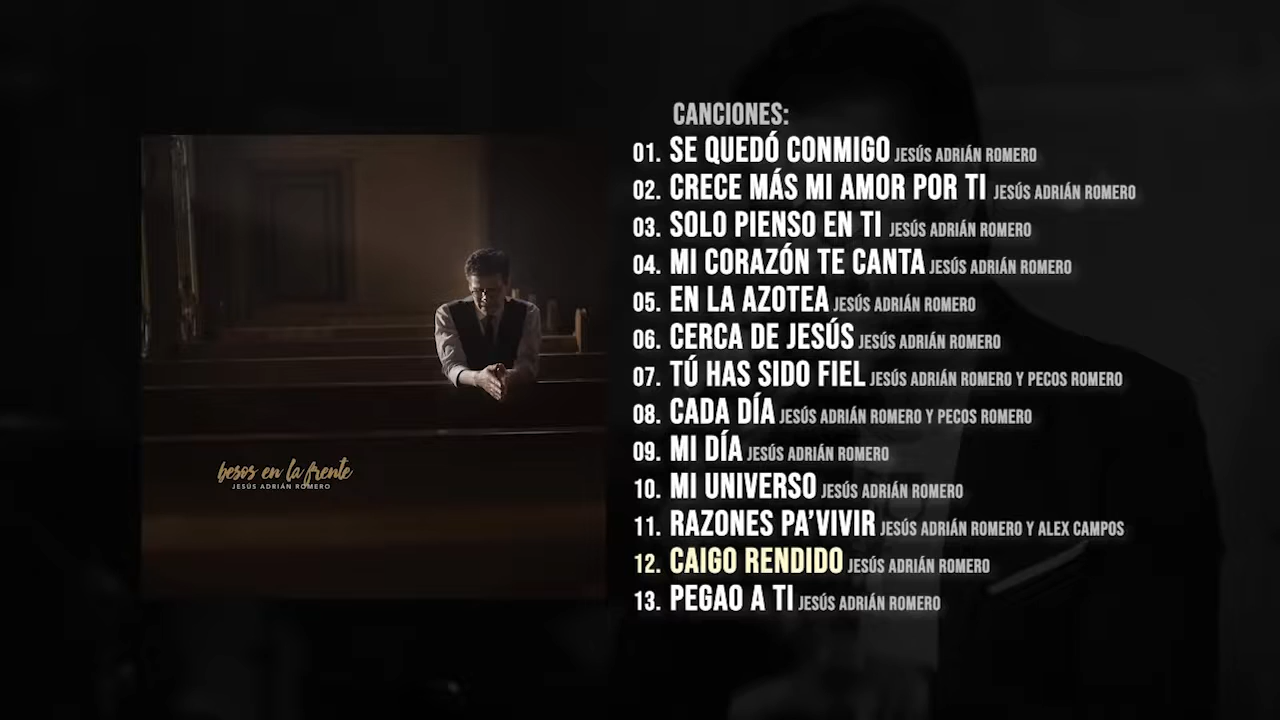 CANCIONES:
01. SE QUEDÓ CONMIGO JESÚS ADRIÁN ROMERO
02. CRECE MÁS MI AMOR POR TI JESÚS ADRIÁN ROMERO
03. SOLO PIENSO EN TI JESÚS ADRIÁN ROMERO
04. MI CORAZÓN TE CANTA JESÚS ADRIÁN ROMERO
05. EN LA AZOTEA JESÚS ADRIÁN ROMERO
06. CERCA DE JESÚS JESÚS ADRIÁN ROMERO
07. TÚ HAS SIDO FIEL JESÚS ADRIÁN ROMERO Y PECOS ROMERO
08. CADA DÍA JESÚS ADRIÁN ROMERO Y PECOS ROMERO
09. MI DÍA JESÚS ADRIÁN ROMERO
10. MI UNIVERSO JESÚS ADRIÁN ROMERO
11. RAZONES PA’VIVIR JESÚS ADRIÁN ROMERO Y ALEX CAMPOS
12. CAIGO RENDIDO JESÚS ADRIÁN ROMERO
13. PEGAO A TI JESÚS ADRIÁN ROMERO
besos en la frente
JESÚS ADRIÁN ROMERO